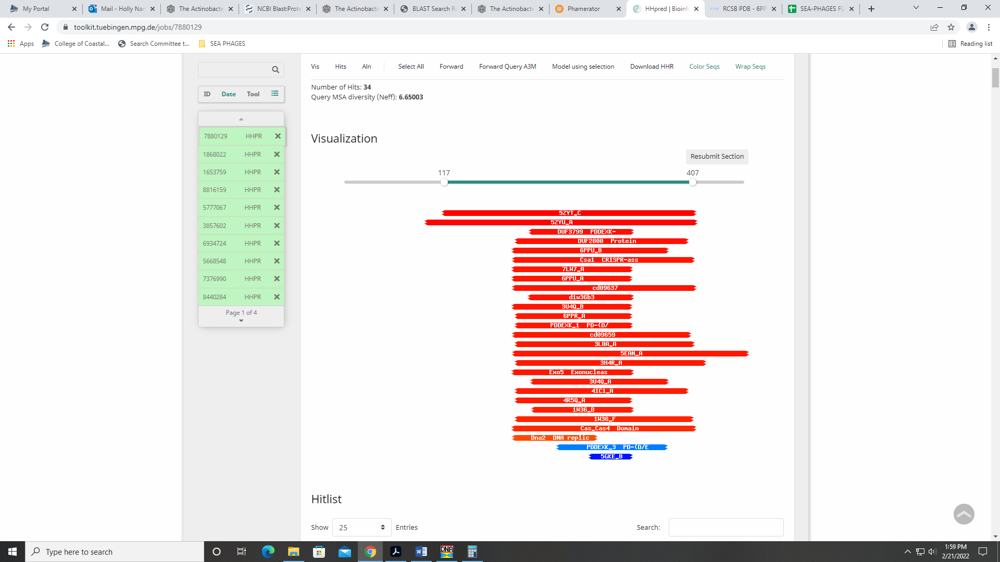 My Portal
Mail - Holly Nan
The Actinobacte
NCBI Blast:Prote
The Actinobacte
BLAST Search Re
The Actinobacte
Phamerator
HHpred | Bioinfo
RCSB PDB - 6PP
SEA-PHAGES FU
toolkit.tuebingen.mpg.de/jobs/7880129
Apps
College of Coastal...
Search Committee t...
SEA PHAGES
Reading list
Vis Hits Aln Select All Forward Forward Query A3M Model using selection Download HHR Color Seqs Wrap Seqs
Number of Hits: 34
Query MSA diversity (Neff): 6.65003
ID Date Tool
7880129 HHPR
1868022 HHPR
1653759 HHPR
8816159 HHPR
5777067 HHPR
3857602 HHPR
6934724 HHPR
5668548 HHPR
7376990 HHPR
8440284 HHPR
Page 1 of 4
Visualization
Resubmit Section
117 407
5ZYT_C
5ZYU_A
DUF3799 PDDEXK-
DUF2800 Protein
6PPU_B
Csa1 CRISPR-ass
7LW7_A
6PPU_A
cd09637
d1w36b3
3U4Q_B
6PPR_A
PDDEXK_1 PD-(D/
cd09659
3L0A_A
5EAN_A
3H4R_A
Exo5 Exonucleas
3U4Q_A
4IC1_A
4R5Q_A
1W36_B
1W36_F
Cas_Cas4 Domain
Dna2 DNA replic
PDDEXK_3 PD-(D/E
5GKE_B
Hitlist
Show 25 Entries
Search:
Type here to search
DNA
1:59 PM
2/21/2022